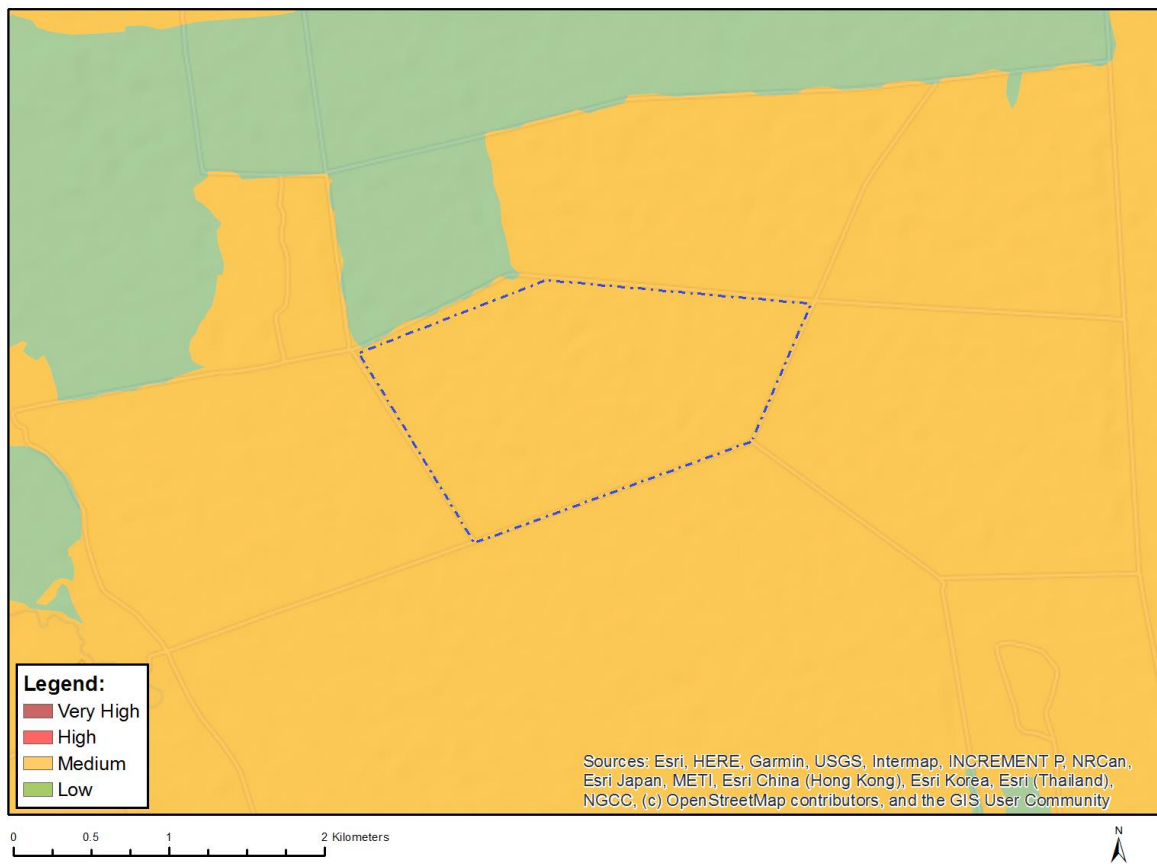 Legend:
Very High
High
Medium
Low
Sources: Esri, HERE, Garmin, USGS, Intermap, INCREMENT P, NRCan,
Esri Japan, METI, Esri China (Hong Kong), Esri Korea, Esri (Thailand),
NGCC, (c) OpenStreetMap contributors, and the GIS User Community
0 0.5 1 2 Kilometers
N